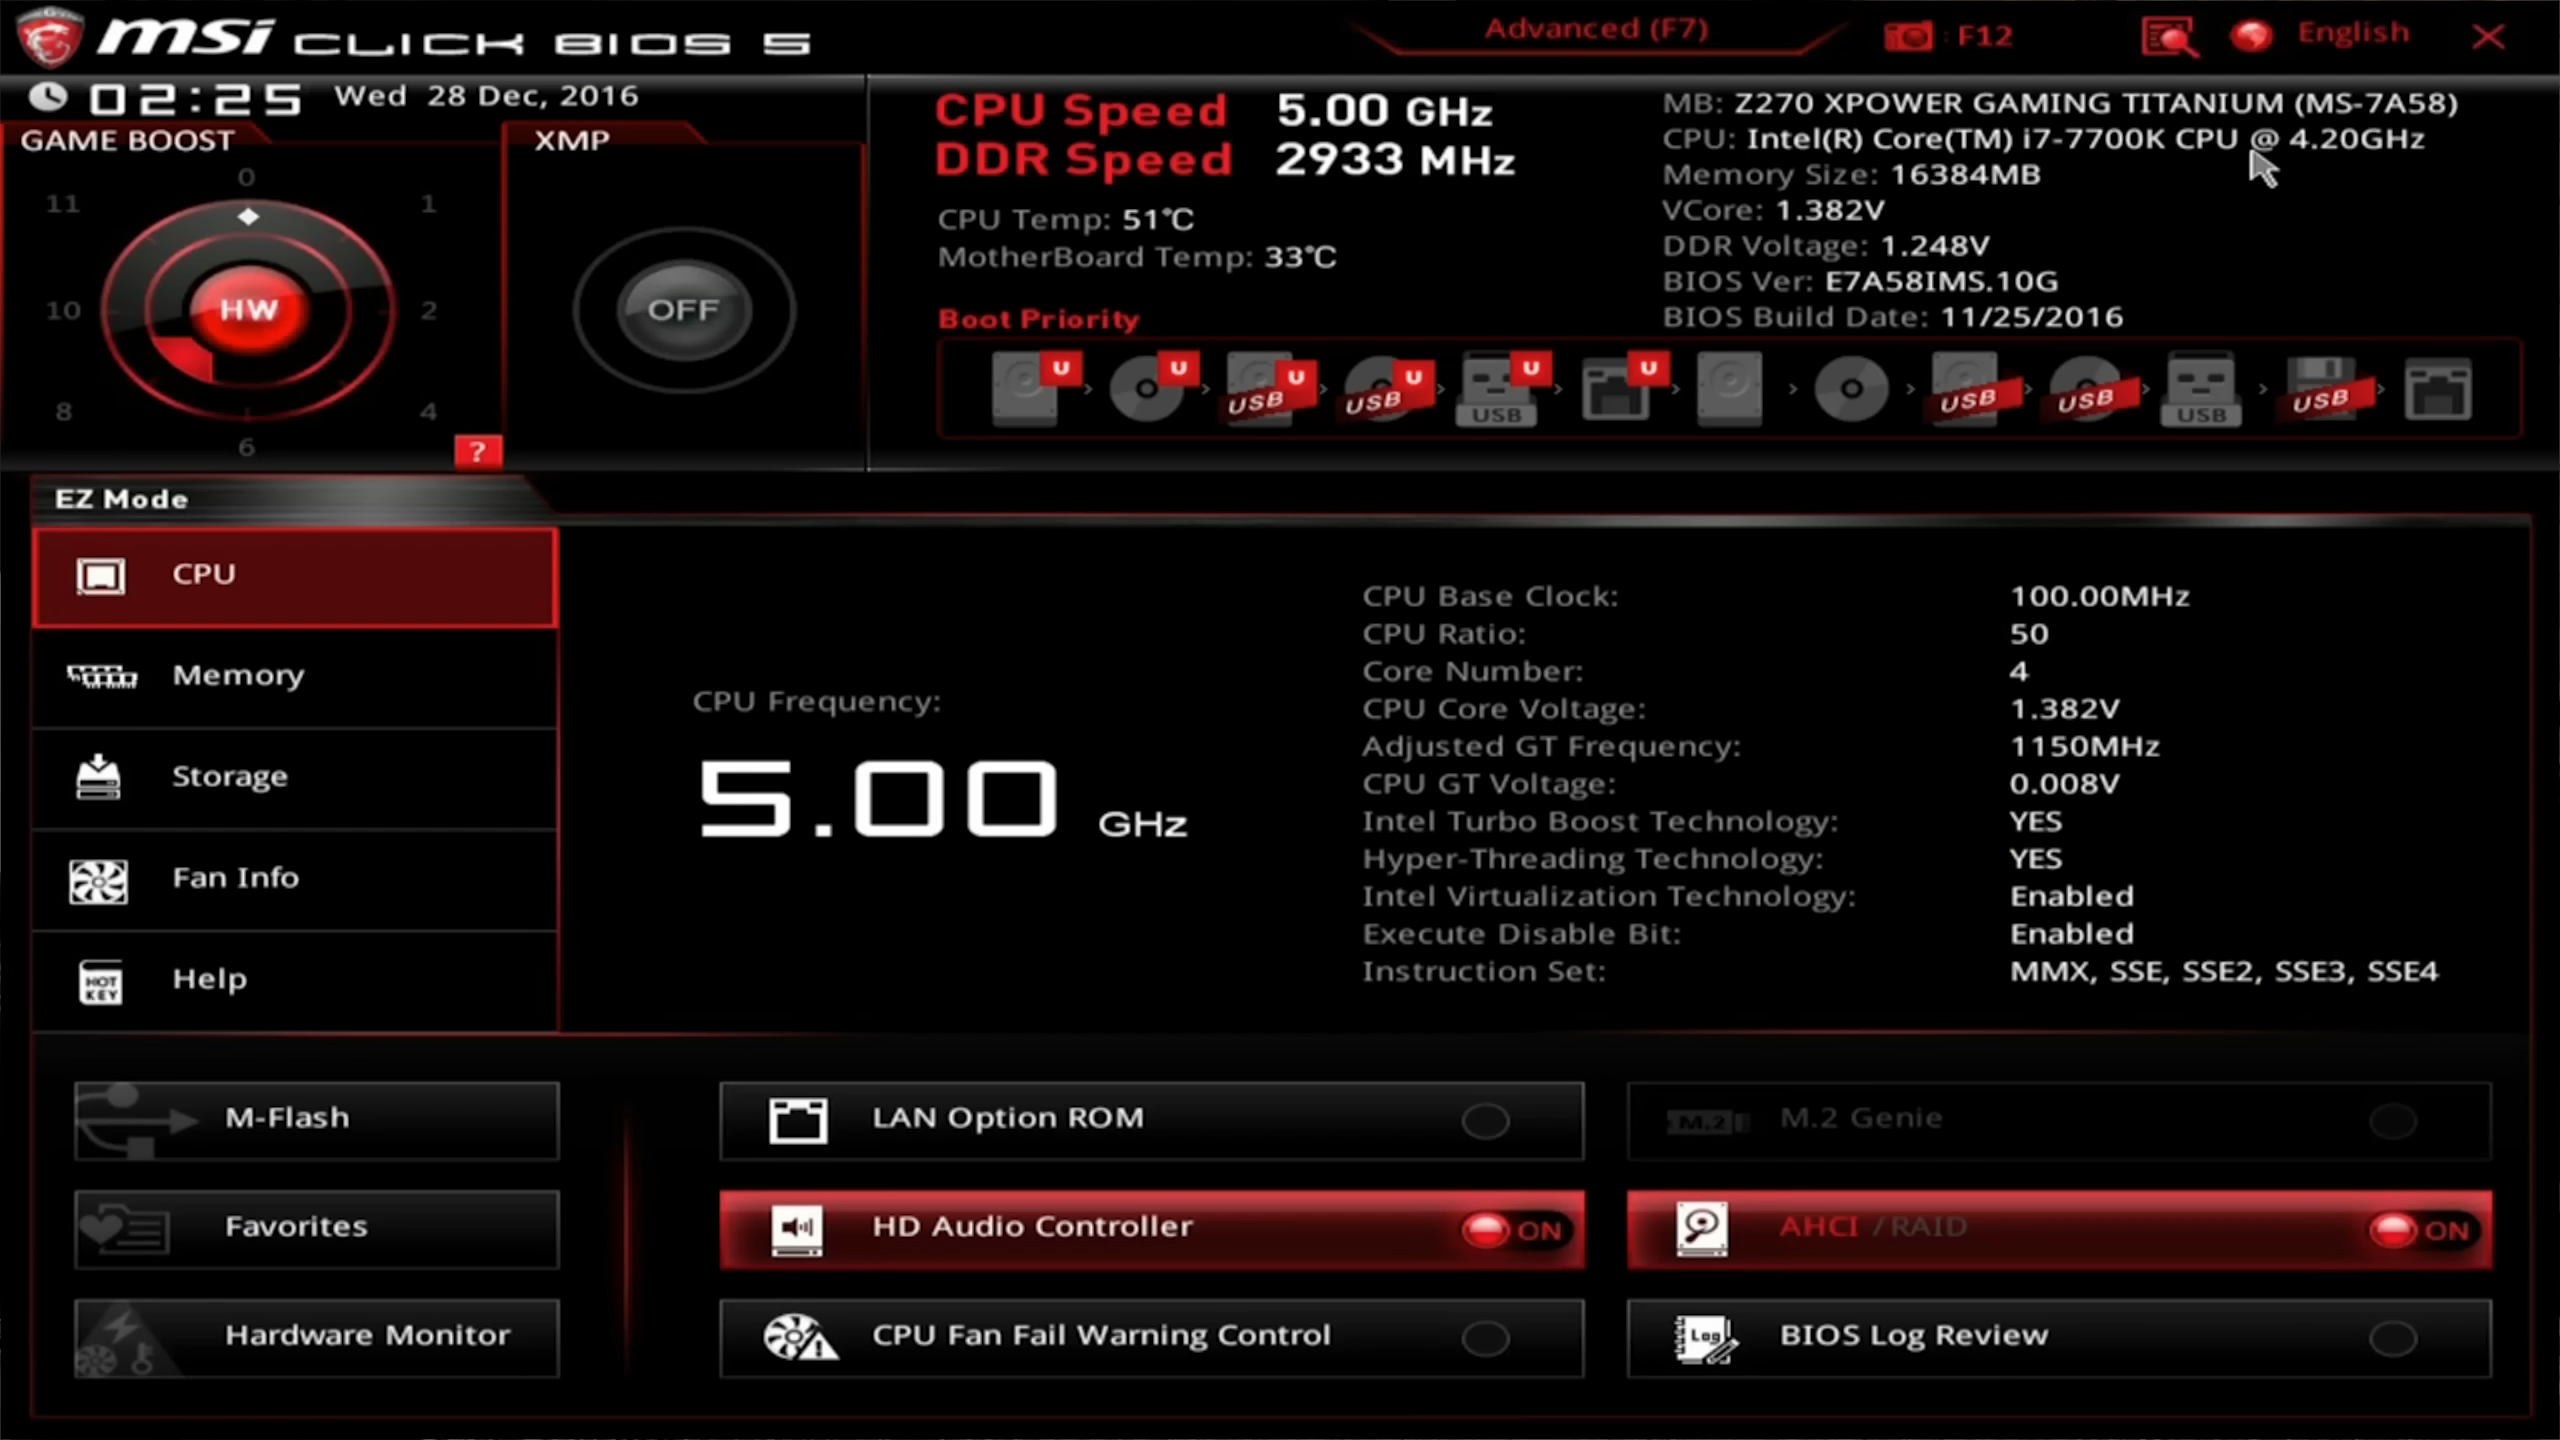 msi CLICK BIOS 5
Advanced (F7)
: F12
English
02:25 Wed 28 Dec, 2016
GAME BOOST
XMP
0
11
1
10
HW
2
8
4
6
?
OFF
CPU Speed 5.00 GHz
DDR Speed 2933 MHz
CPU Temp: 51°C
MotherBoard Temp: 33°C
MB: Z270 XPOWER GAMING TITANIUM (MS-7A58)
CPU: Intel(R) Core(TM) i7-7700K CPU @ 4.20GHz
Memory Size: 16384MB
VCore: 1.382V
DDR Voltage: 1.248V
BIOS Ver: E7A58IMS.10G
BIOS Build Date: 11/25/2016
Boot Priority
U U U USB U USB U USB U USB USB USB USB
EZ Mode
CPU
Memory
Storage
Fan Info
HOT KEY Help
CPU Frequency:
5.00 GHz
CPU Base Clock: 100.00MHz
CPU Ratio: 50
Core Number: 4
CPU Core Voltage: 1.382V
Adjusted GT Frequency: 1150MHz
CPU GT Voltage: 0.008V
Intel Turbo Boost Technology: YES
Hyper-Threading Technology: YES
Intel Virtualization Technology: Enabled
Execute Disable Bit: Enabled
Instruction Set: MMX, SSE, SSE2, SSE3, SSE4
M-Flash
LAN Option ROM
M.2 M.2 Genie
Favorites
HD Audio Controller ON
AHCI /RAID ON
Hardware Monitor
CPU Fan Fail Warning Control
Log BIOS Log Review